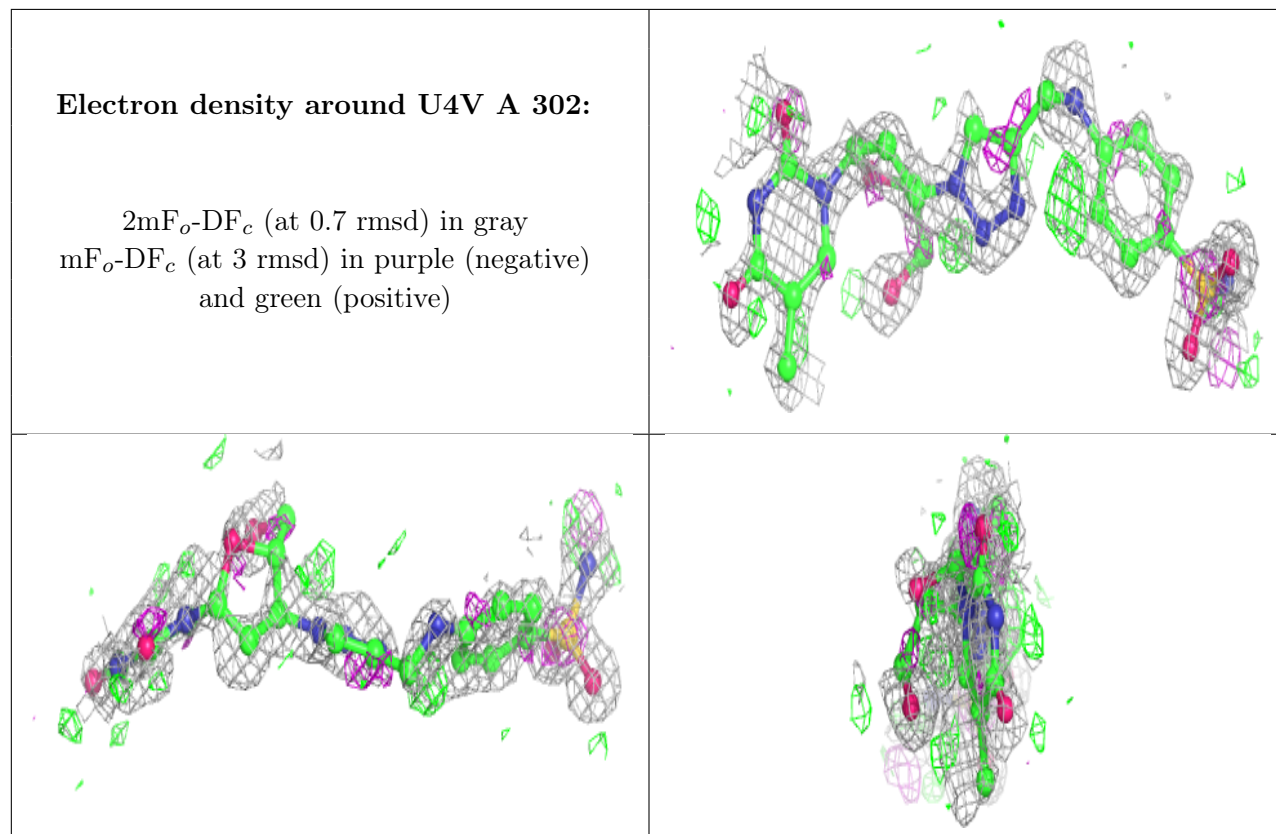 Electron density around U4V A 302:
2mFo-DFc (at 0.7 rmsd) in gray
mFo-DFc (at 3 rmsd) in purple (negative)
and green (positive)